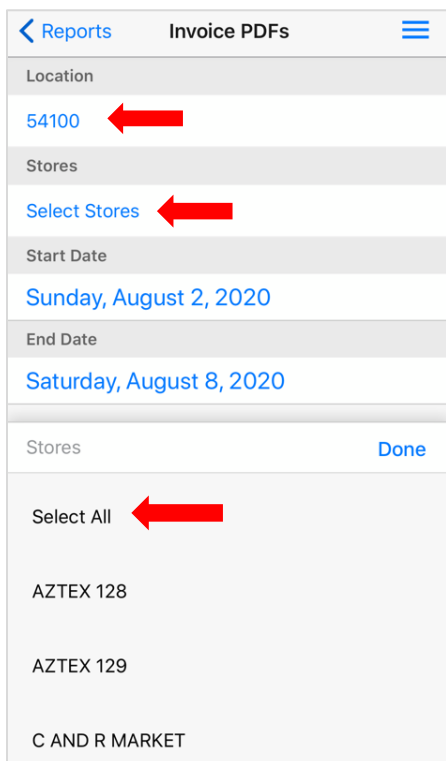 Reports Invoice PDFs
Location
54100
Stores
Select Stores
Start Date
Sunday, August 2, 2020
End Date
Saturday, August 8, 2020
Stores Done
Select All
AZTEX 128
AZTEX 129
C AND R MARKET